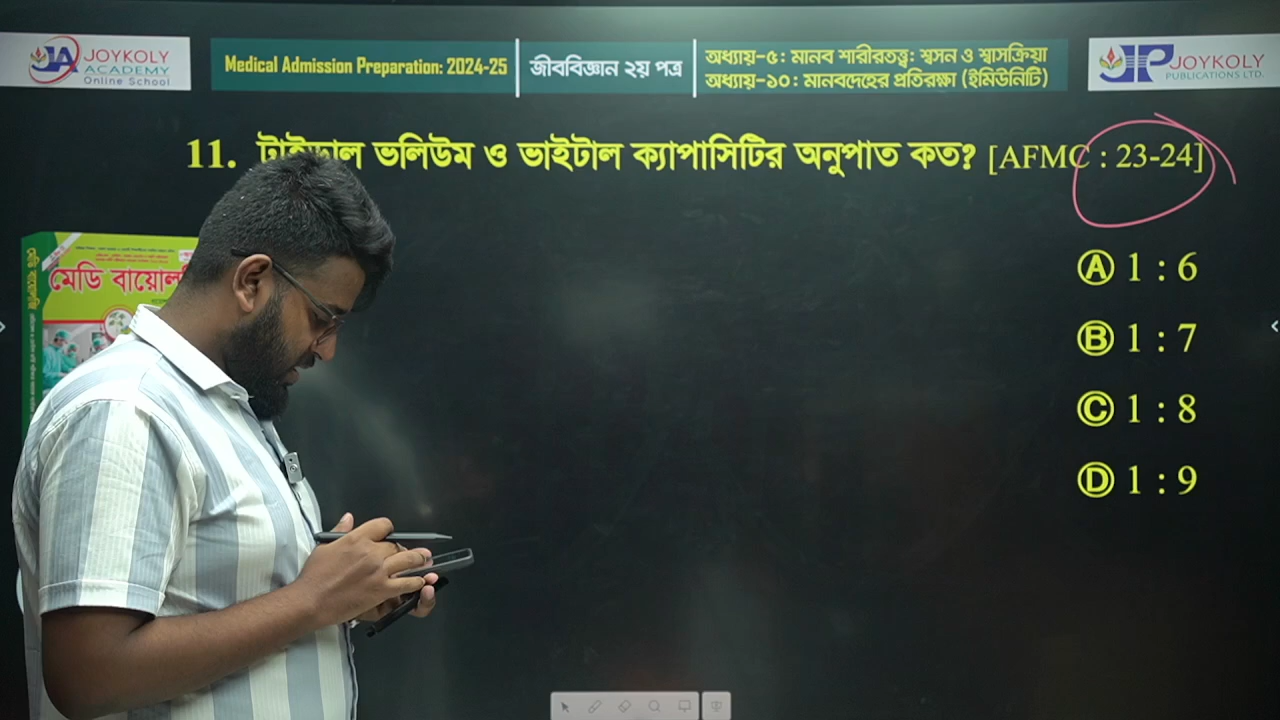 JA JOYKOLY
ACADEMY
Online School
Medical Admission Preparation: 2024-25
জীববিজ্ঞান ২য় পত্র
অধ্যায়-৫ : মানব শারীরতত্ত্ব: শ্বসন ও শ্বাসক্রিয়া
অধ্যায়-১০ : মানবদেহের প্রতিরক্ষা (ইমিউনিটি)
JP JOYKOLY
PUBLICATIONS LTD.
11. টাইডাল ভলিউম ও ভাইটাল ক্যাপাসিটির অনুপাত কত? [AFMC : 23-24]
মেডি
A 1 : 6
B 1 : 7
C 1 : 8
D 1 : 9